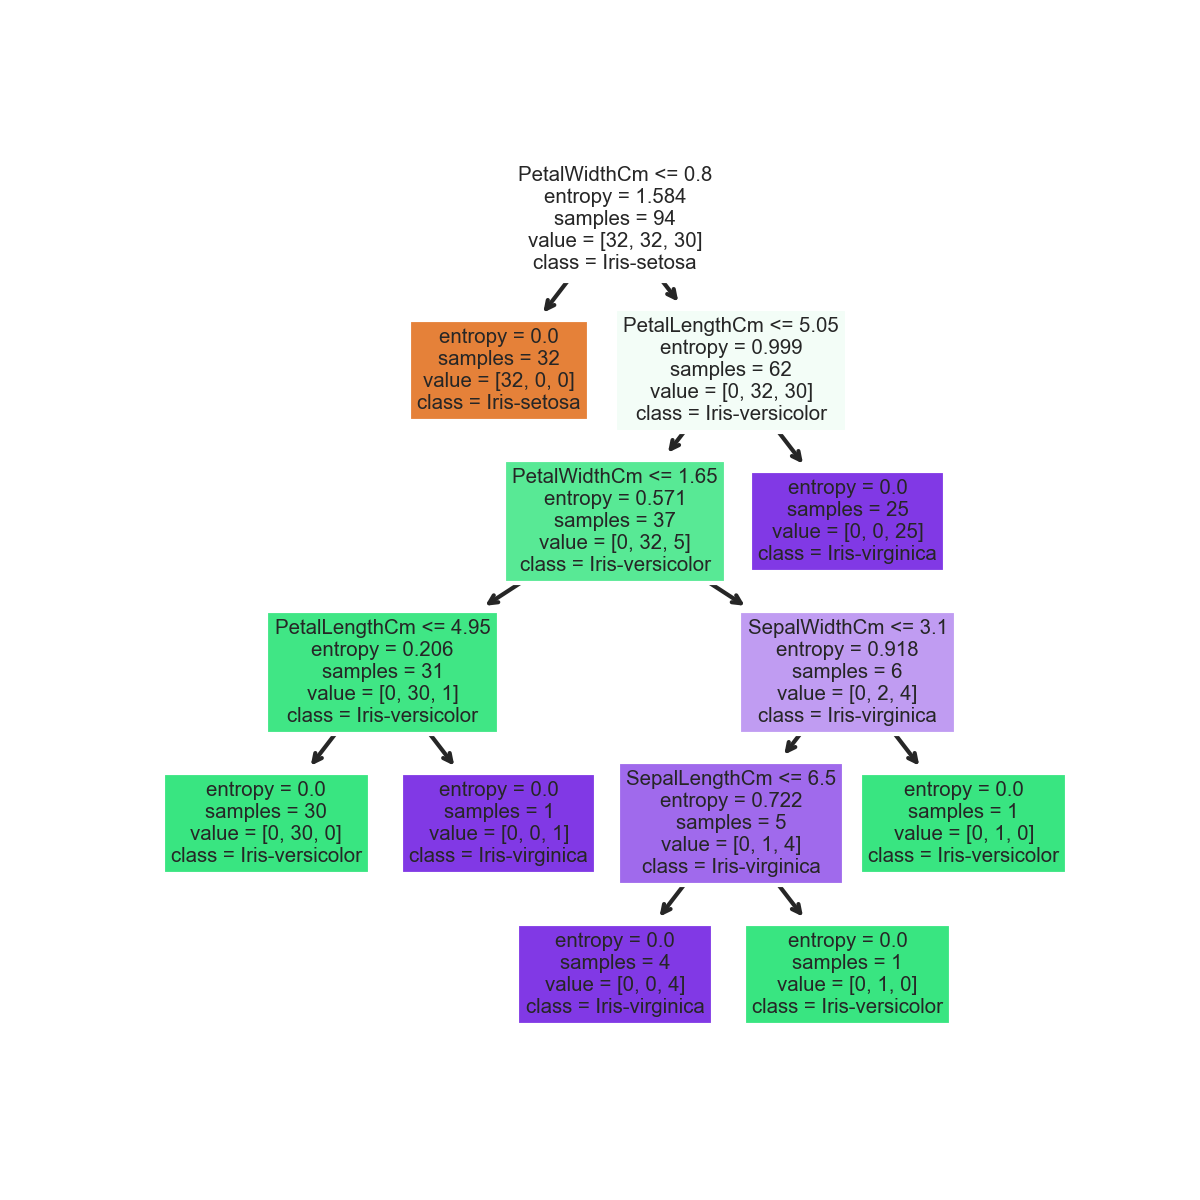 PetalWidthCm <= 0.8
entropy = 1.584
samples = 94
value = [32, 32, 30]
class = Iris-setosa
entropy = 0.0
samples = 32
value = [32, 0, 0]
class = Iris-setosa
PetalLengthCm <= 5.05
entropy = 0.999
samples = 62
value = [0, 32, 30]
class = Iris-versicolor
PetalWidthCm <= 1.65
entropy = 0.571
samples = 37
value = [0, 32, 5]
class = Iris-versicolor
entropy = 0.0
samples = 25
value = [0, 0, 25]
class = Iris-virginica
PetalLengthCm <= 4.95
entropy = 0.206
samples = 31
value = [0, 30, 1]
class = Iris-versicolor
SepalWidthCm <= 3.1
entropy = 0.918
samples = 6
value = [0, 2, 4]
class = Iris-virginica
entropy = 0.0
samples = 30
value = [0, 30, 0]
class = Iris-versicolor
entropy = 0.0
samples = 1
value = [0, 0, 1]
class = Iris-virginica
SepalLengthCm <= 6.5
entropy = 0.722
samples = 5
value = [0, 1, 4]
class = Iris-virginica
entropy = 0.0
samples = 1
value = [0, 1, 0]
class = Iris-versicolor
entropy = 0.0
samples = 4
value = [0, 0, 4]
class = Iris-virginica
entropy = 0.0
samples = 1
value = [0, 1, 0]
class = Iris-versicolor